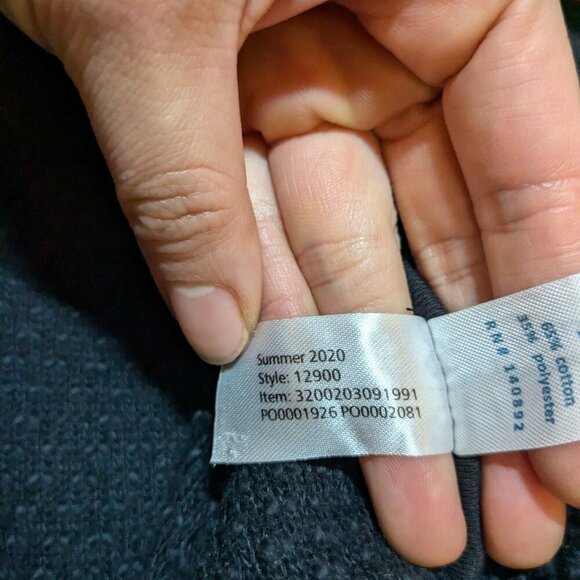 Summer 2020
Style: 12900
Item: 3200203091991
PO0001926 PO0002081
65% cotton
35% polyester
RN# 140892